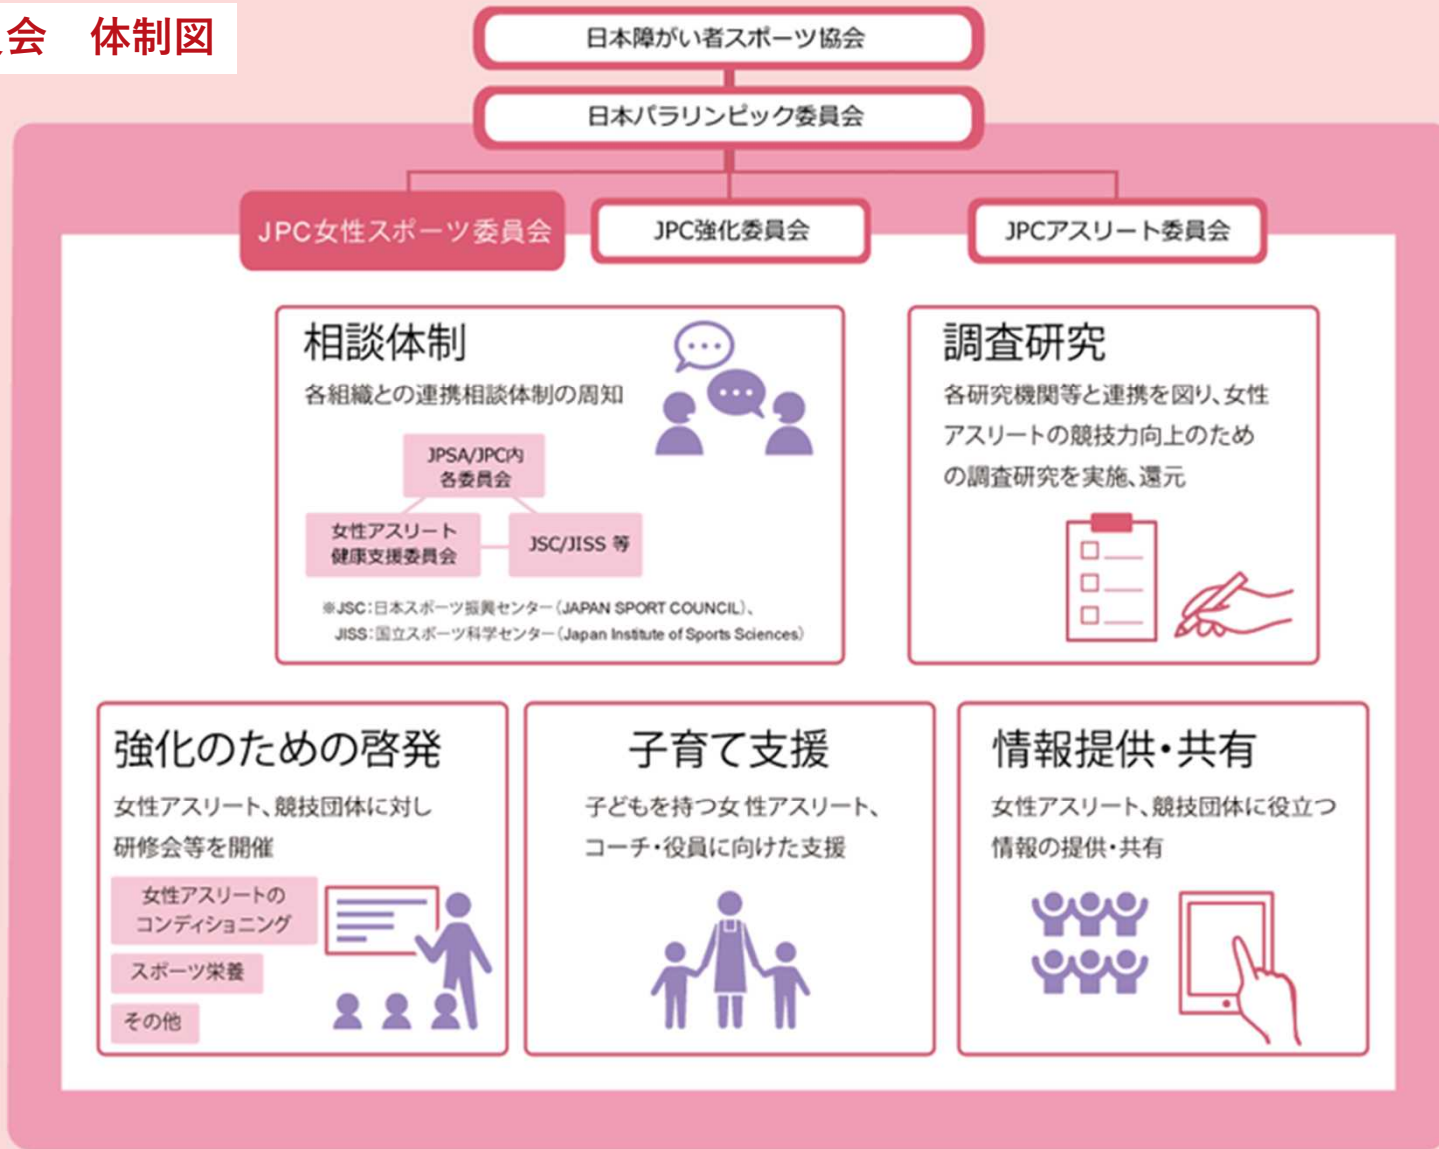 会　体制図
日本障がい者スポーツ協会
日本パラリンピック委員会
JPC女性スポーツ委員会
JPC強化委員会
JPCアスリート委員会
相談体制
各組織との連携相談体制の周知
JPSA/JPC内
各委員会
女性アスリート
健康支援委員会
JSC/JISS 等
※JSC：日本スポーツ振興センター（JAPAN SPORT COUNCIL）、
JISS：国立スポーツ科学センター（Japan Institute of Sports Sciences）
調査研究
各研究機関等と連携を図り、女性
アスリートの競技力向上のため
の調査研究を実施、還元
強化のための啓発
女性アスリート、競技団体に対し
研修会等を開催
女性アスリートの
コンディショニング
スポーツ栄養
その他
子育て支援
子どもを持つ女 性アスリート、
コーチ・役員に向けた支援
情報提供・共有
女性アスリート、競技団体に役立つ
情報の提供・共有